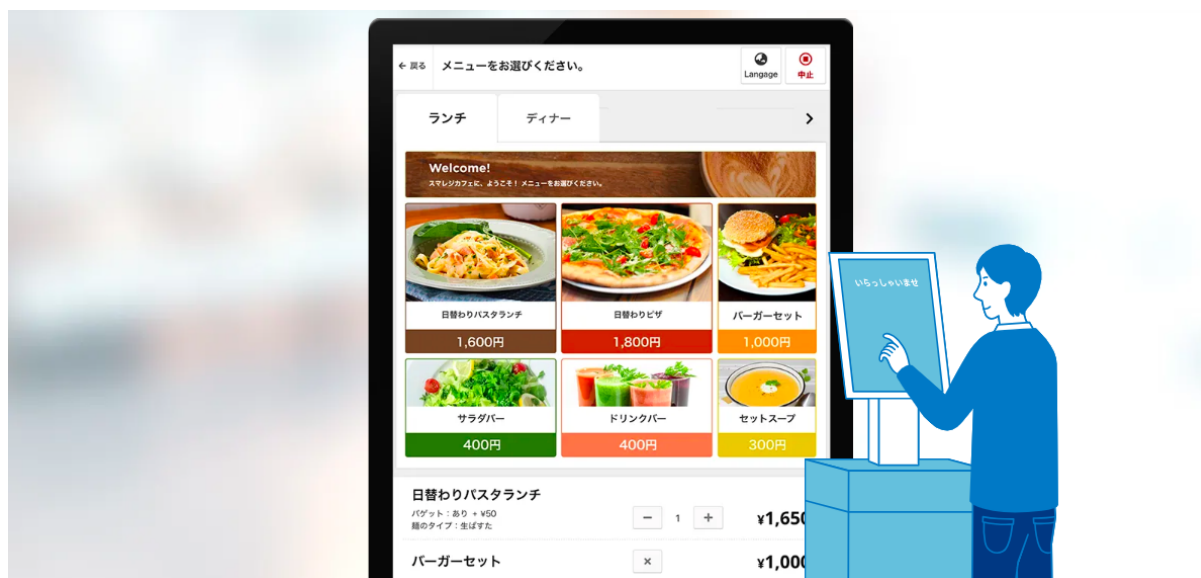 ← 戻る
メニューをお選びください。
Langage
中止
ランチ
ディナー
Welcome!
スマレジカフェに、ようこそ! メニューをお選びください。
日替わりパスタランチ
1,600円
日替わりピザ
1,800円
バーガーセット
1,000円
サラダバー
400円
ドリンクバー
400円
セットスープ
300円
いらっしゃいませ
日替わりパスタランチ
バゲット:あり + ¥50
麺のタイプ:生ぱすた
− 1 +
¥1,650
バーガーセット
×
¥1,000